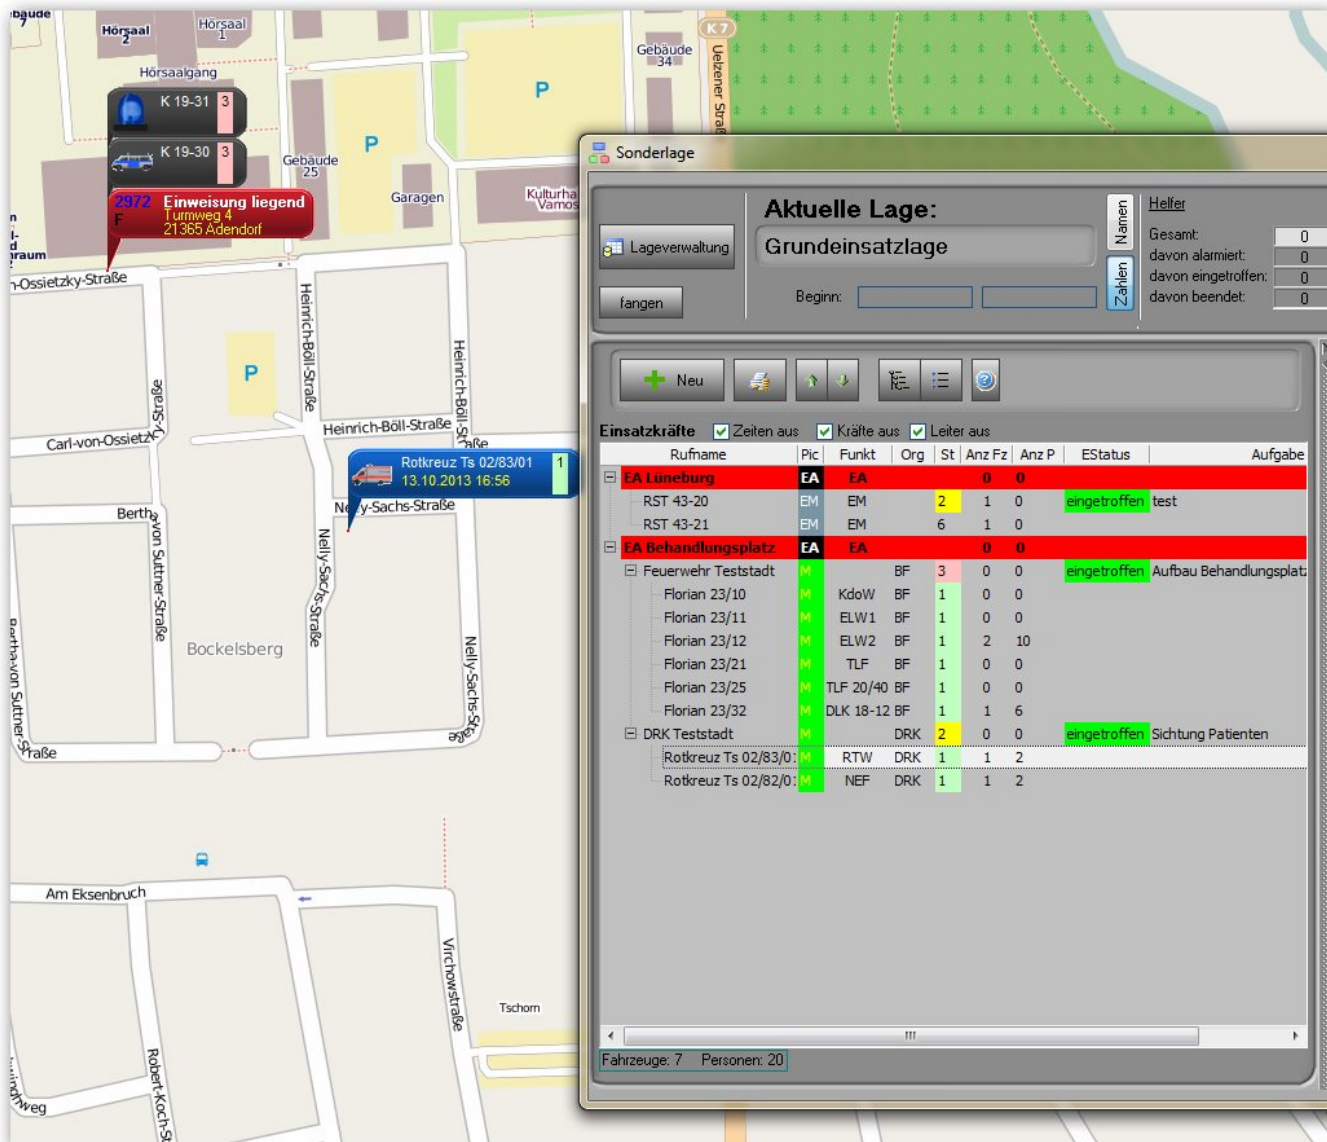 Gebäude
7
Hörsaal
2
Hörsaal
1
Hörsaalgang
K 19-31 3
K 19-30 3
2972 Einweisung liegend
F Turmweg 4
21365 Adendorf
Gebäude
25
P
P
Garagen
Gebäude
34
K 7
Uelzener Straß
Kulturha
Vamos
n-Ossietzky-Straße
Heinrich-Böll-Straße
Heinrich-Böll-St
P
Carl-von-Ossietzky-Straße
Heinrich-Böll-Straße
Rotkreuz Ts 02/83/01 1
13.10.2013 16:56
Nelly-Sachs-Straße
Bertha-von Suttner-Straße
Nelly-Sachs-Straße
Bockelsberg
Bertha-von Suttner-Straße
Nelly-Sachs-Straße
Am Eksenbruch
Virchowstraße
Tschorn
Robert-Koch-St
Sonderlage
Lageverwaltung
fangen
Aktuelle Lage:
Grundeinsatzlage
Beginn:
Namen
Zahlen
Helfer
Gesamt: 0
davon alarmiert: 0
davon eingetroffen: 0
davon beendet: 0
Neu
Einsatzkräfte Zeiten aus Kräfte aus Leiter aus
Rufname Pic Funkt Org St Anz Fz Anz P EStatus Aufgabe
EA Lüneburg EA EA 0 0
RST 43-20 EM EM 2 1 0 eingetroffen test
RST 43-21 EM EM 6 1 0
EA Behandlungsplatz EA EA 0 0
Feuerwehr Teststadt M BF 3 0 0 eingetroffen Aufbau Behandlungsplatz
Florian 23/10 M KdoW BF 1 0 0
Florian 23/11 M ELW1 BF 1 0 0
Florian 23/12 M ELW2 BF 1 2 10
Florian 23/21 M TLF BF 1 0 0
Florian 23/25 M TLF 20/40 BF 1 0 0
Florian 23/32 M DLK 18-12 BF 1 1 6
DRK Teststadt M DRK 2 0 0 eingetroffen Sichtung Patienten
Rotkreuz Ts 02/83/01 M RTW DRK 1 1 2
Rotkreuz Ts 02/82/01 M NEF DRK 1 1 2
Fahrzeuge: 7 Personen: 20